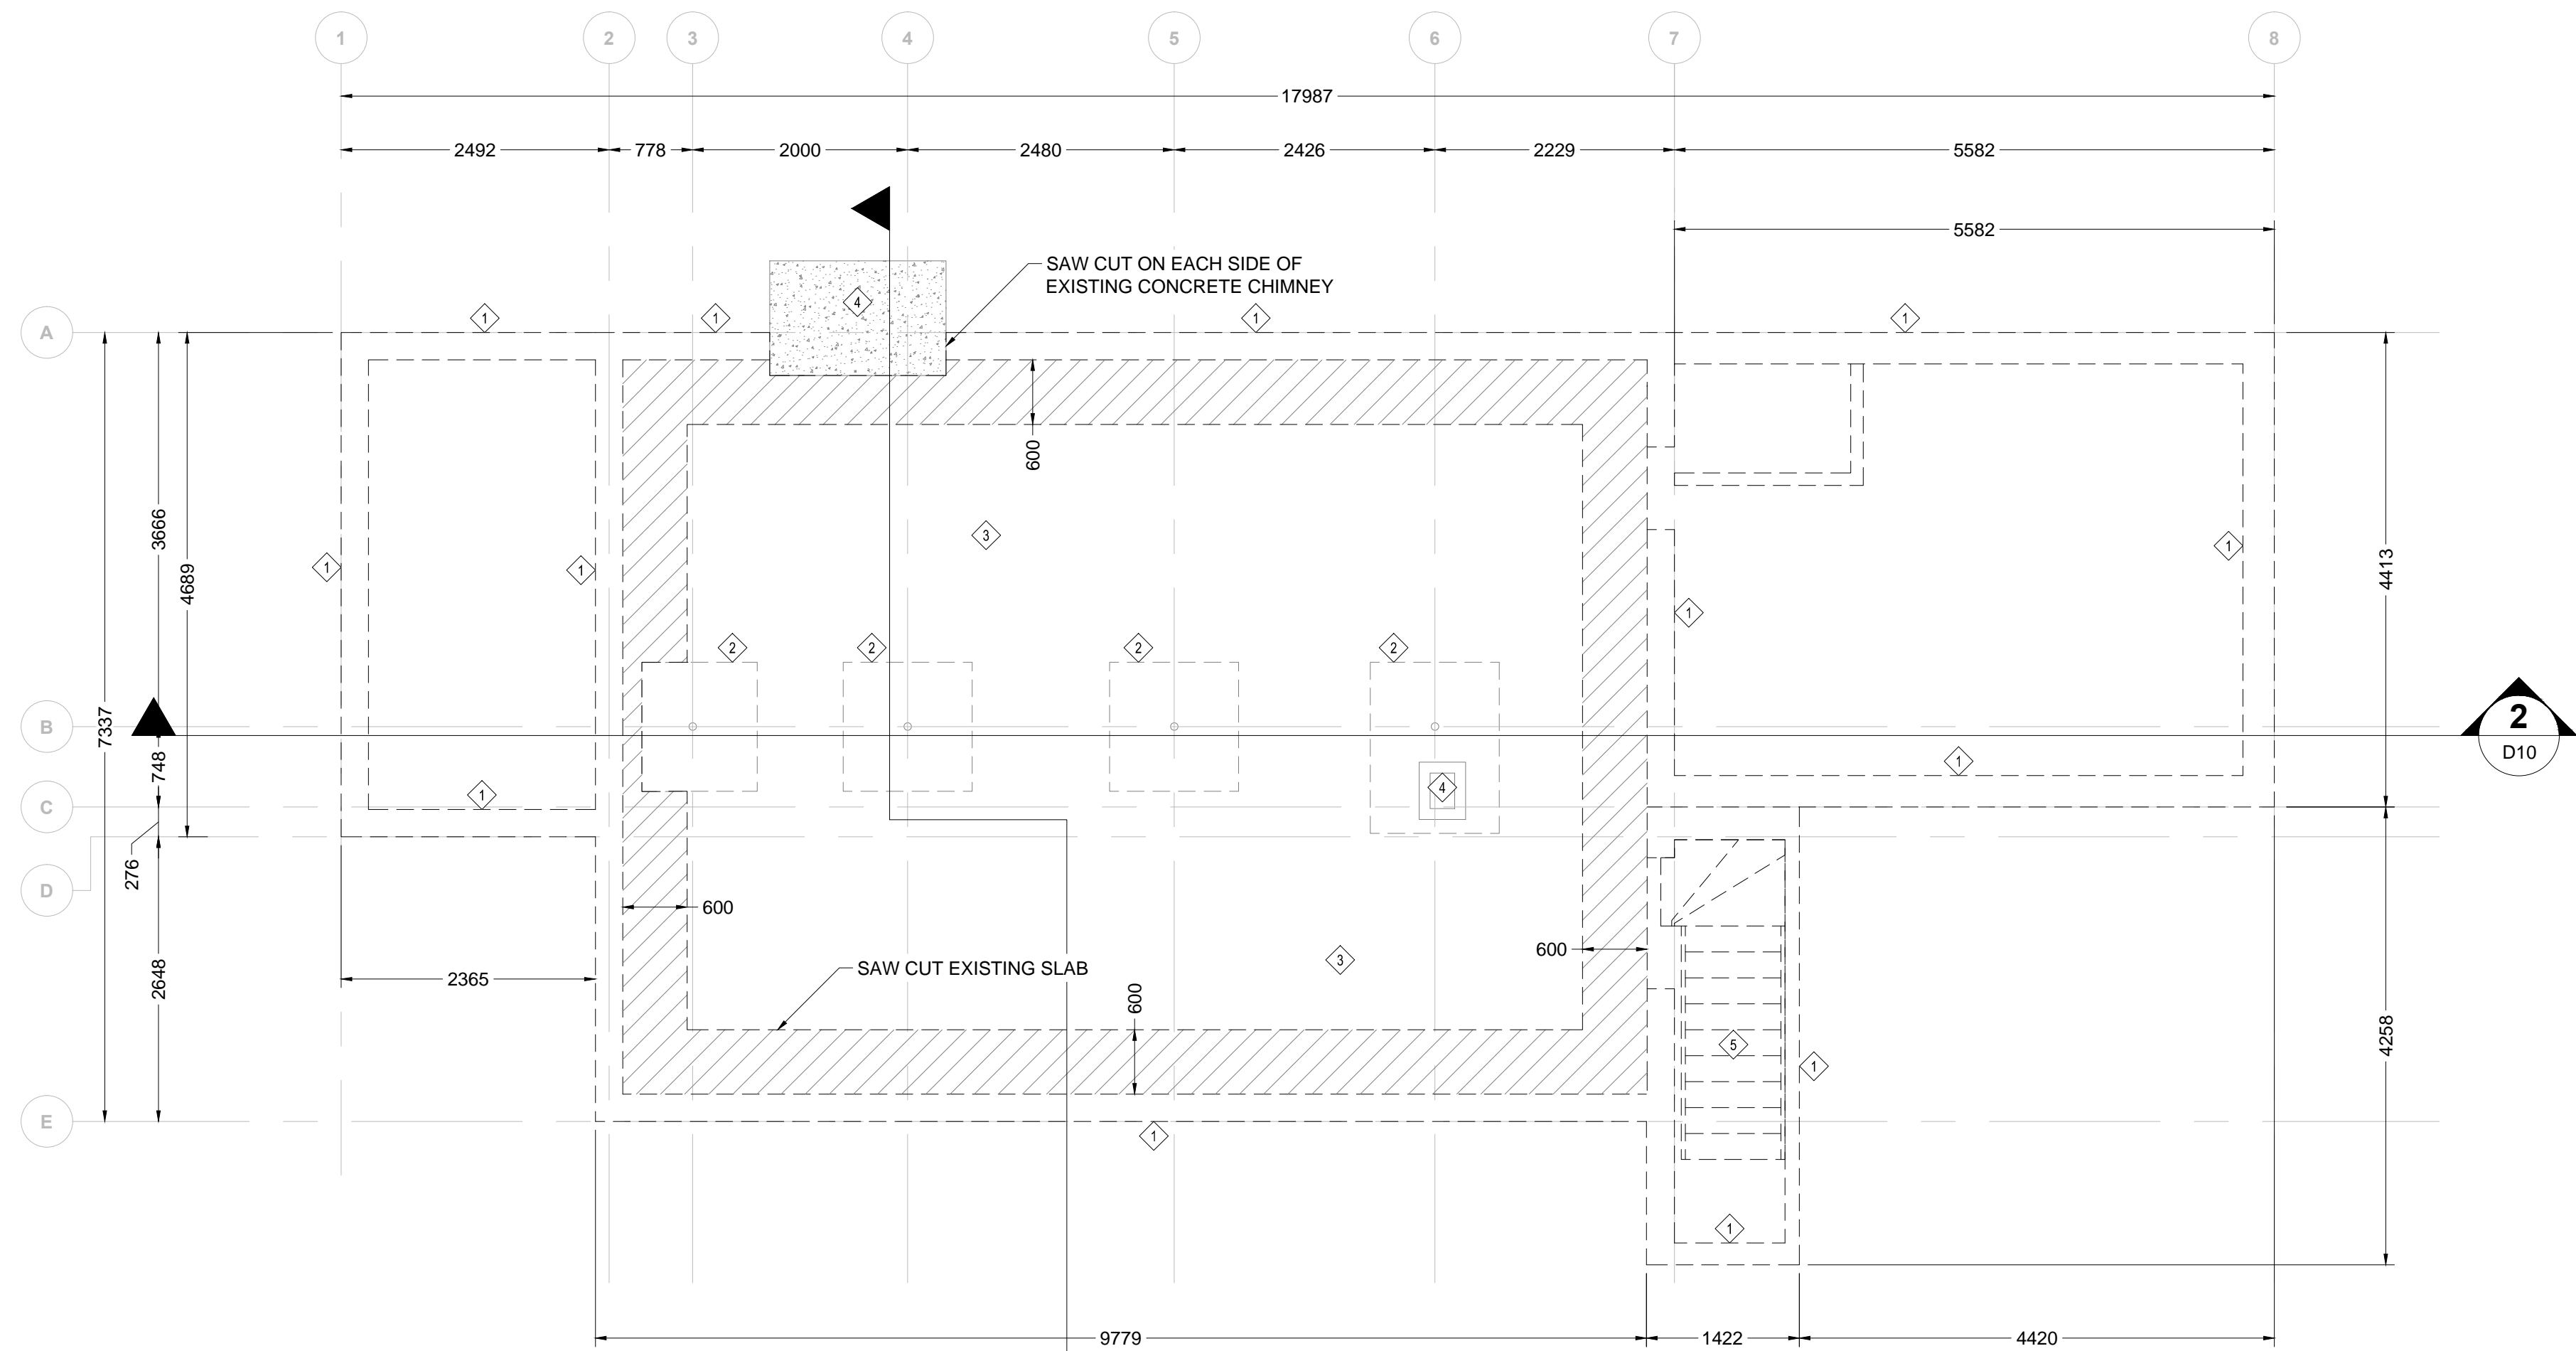 1 2 3 4 5 6 7 8
17987
2492 778 2000 2480 2426 2229 5582
5582
SAW CUT ON EACH SIDE OF
EXISTING CONCRETE CHIMNEY
4
1 1 1 1
A
600
3666
4689
3
1 1 1
4413
1
2 2 2 2
B
7337
748
2
D10
1
4
1
C
276
D
600
600
3
SAW CUT EXISTING SLAB
2365
2648
600
5
4258
1
E
1
1
9779 1422 4420